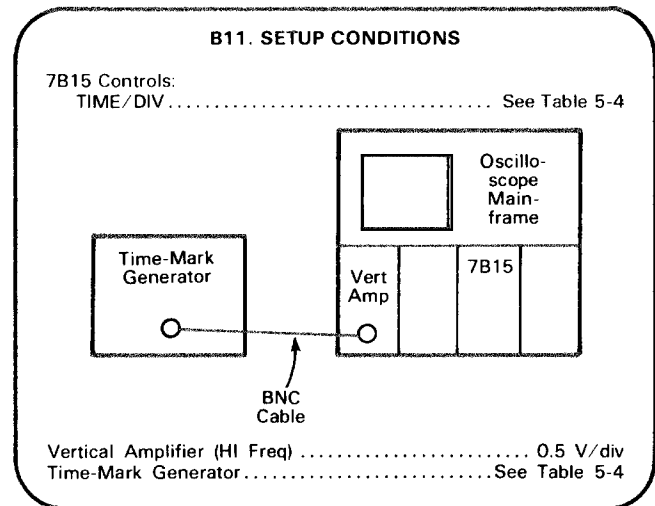 B11. SETUP CONDITIONS
7B15 Controls:
TIME/DIV .................................. See Table 5-4
Oscillo-
scope
Main-
frame
Time-Mark
Generator
Vert
Amp
7B15
BNC
Cable
Vertical Amplifier (HI Freq) ........................ 0.5 V/div
Time-Mark Generator .......................... See Table 5-4